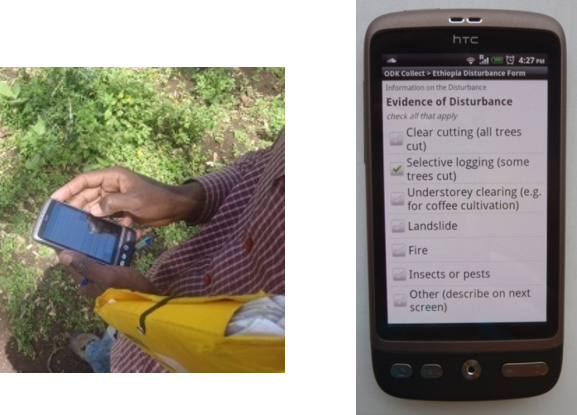 htc
4:27 PM
ODK Collect > Ethiopia Disturbance Form
Information on the Disturbance
Evidence of Disturbance
check all that apply
Clear cutting (all trees
cut)
Selective logging (some
trees cut)
Understorey clearing (e.g.
for coffee cultivation)
Landslide
Fire
Insects or pests
Other (describe on next
screen)